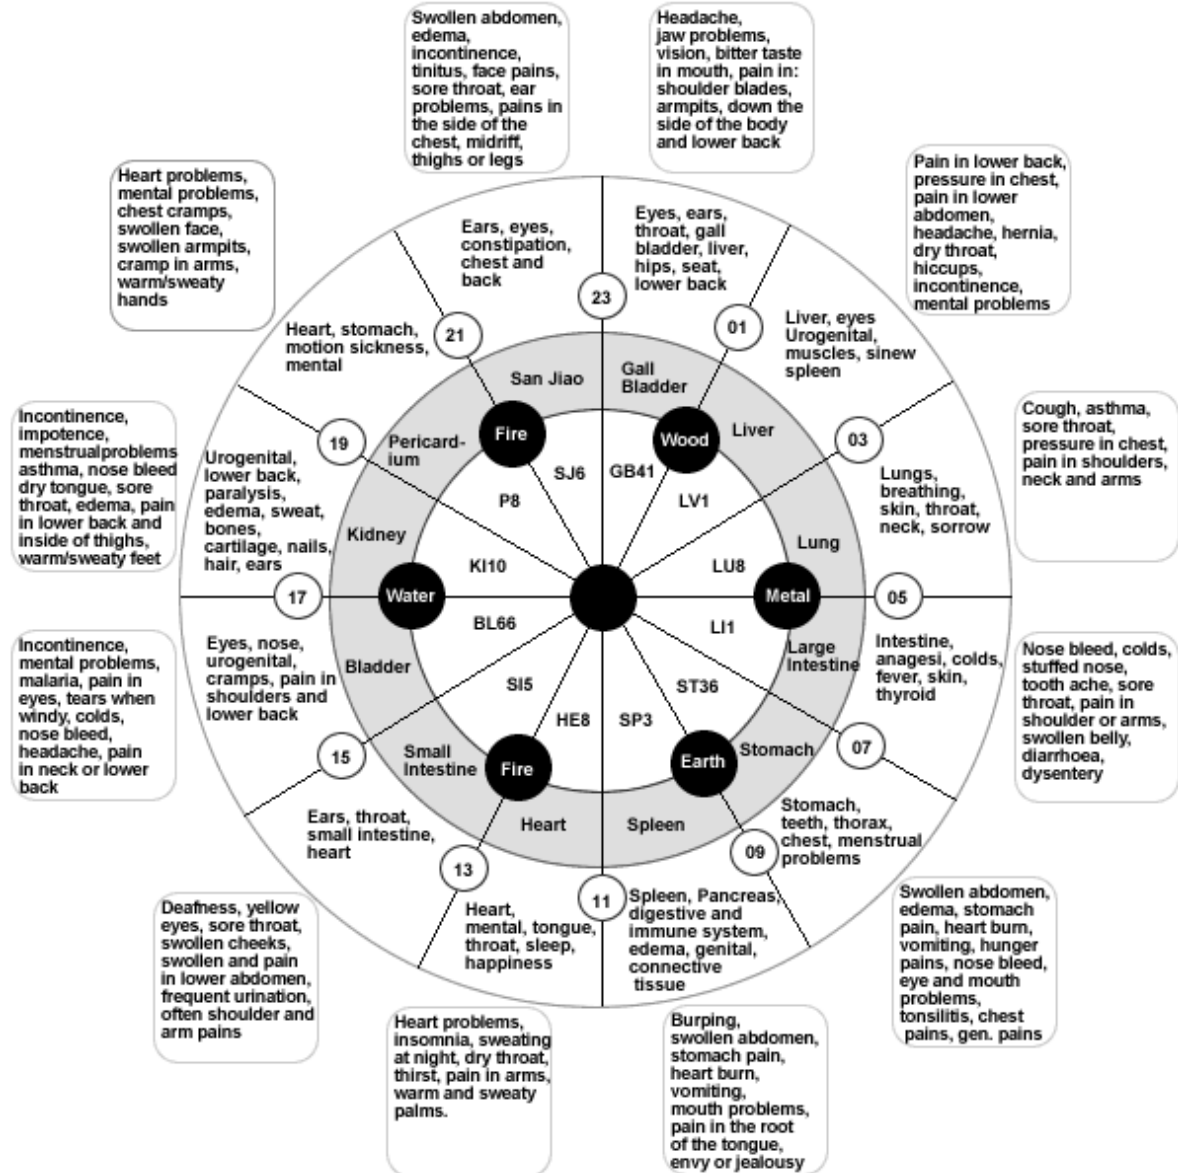 Swollen abdomen,
edema,
incontinence,
tinitus, face pains,
sore throat, ear
problems, pains in
the side of the
chest, midriff,
thighs or legs
Headache,
jaw problems,
vision, bitter taste
in mouth, pain in:
shoulder blades,
armpits, down the
side of the body
and lower back
Heart problems,
mental problems,
chest cramps,
swollen face,
swollen armpits,
cramp in arms,
warm/sweaty
hands
Pain in lower back,
pressure in chest,
pain in lower
abdomen,
headache, hernia,
dry throat,
hiccups,
incontinence,
mental problems
Ears, eyes,
constipation,
chest and
back
Eyes, ears,
throat, gall
bladder, liver,
hips, seat,
lower back
23
01
21
Heart, stomach,
motion sickness,
mental
Liver, eyes
Urogenital,
muscles, sinew
spleen
San Jiao
Gall
Bladder
Incontinence,
impotence,
menstrualproblems
asthma, nose bleed
dry tongue, sore
throat, edema, pain
in lower back and
inside of thighs,
warm/sweaty feet
Cough, asthma,
sore throat,
pressure in chest,
pain in shoulders,
neck and arms
19
Pericard-
ium
Fire
Wood
Liver
03
Urogenital,
lower back,
paralysis,
edema, sweat,
bones,
cartilage, nails,
hair, ears
SJ6
GB41
P8
LV1
Lungs,
breathing,
skin, throat,
neck, sorrow
Kidney
KI10
LU8
Lung
17
Water
Metal
05
BL66
LI1
Incontinence,
mental problems,
malaria, pain in
eyes, tears when
windy, colds,
nose bleed,
headache, pain
in neck or lower
back
Eyes, nose,
urogenital,
cramps, pain in
shoulders and
lower back
Bladder
Large
Intestine
Intestine,
anagesi, colds,
fever, skin,
thyroid
Nose bleed, colds,
stuffed nose,
tooth ache, sore
throat, pain in
shoulder or arms,
swollen belly,
diarrhoea,
dysentery
SI5
ST36
HE8
SP3
15
Small
Intestine
Fire
Earth
Stomach
07
Ears, throat,
small intestine,
heart
Heart
Spleen
Stomach,
teeth, thorax,
chest, menstrual
problems
13
11
09
Heart,
mental, tongue,
throat, sleep,
happiness
Spleen, Pancreas,
digestive and
immune system,
edema, genital,
connective
tissue
Deafness, yellow
eyes, sore throat,
swollen cheeks,
swollen and pain
in lower abdomen,
frequent urination,
often shoulder and
arm pains
Swollen abdomen,
edema, stomach
pain, heart burn,
vomiting, hunger
pains, nose bleed,
eye and mouth
problems,
tonsilitis, chest
pains, gen. pains
Heart problems,
insomnia, sweating
at night, dry throat,
thirst, pain in arms,
warm and sweaty
palms.
Burping,
swollen abdomen,
stomach pain,
heart burn,
vomiting,
mouth problems,
pain in the root
of the tongue,
envy or jealousy